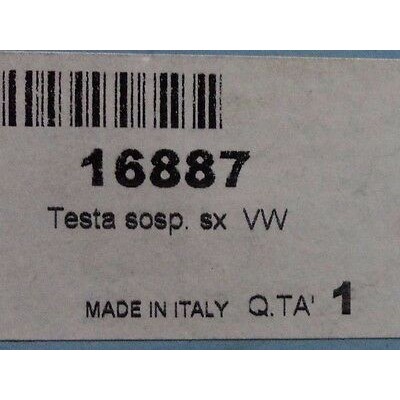 16887
Testa sosp. sx VW
MADE IN ITALY Q.TA' 1